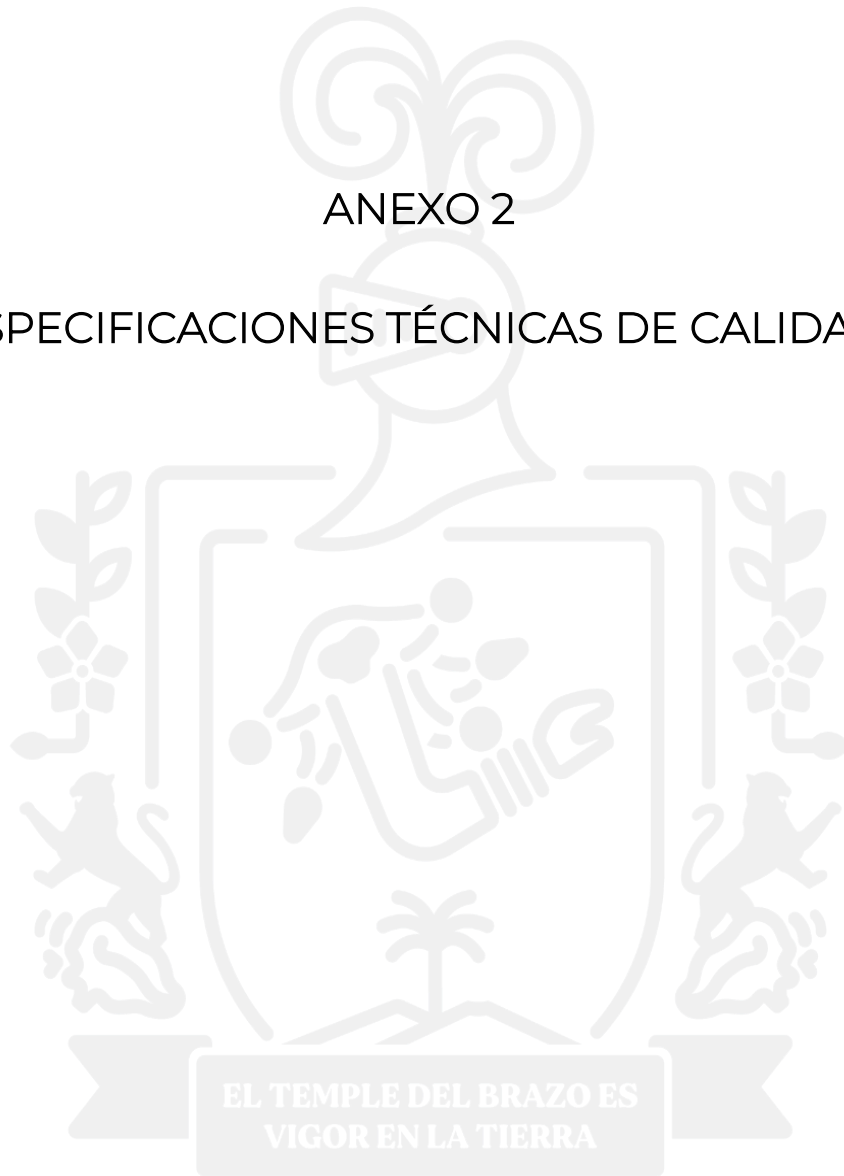 ANEXO 2
SPECIFICACIONES TÉCNICAS DE CALIDA
EL TEMPLE DEL BRAZO ES
VIGOR EN LA TIERRA